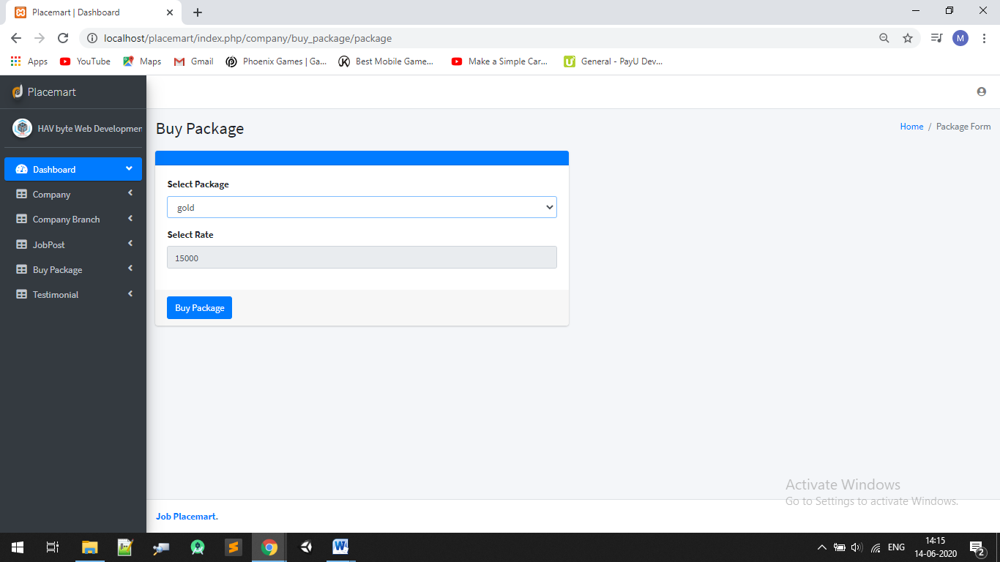 Placemart | Dashboard
localhost/placemart/index.php/company/buy_package/package
M
Apps
YouTube
Maps
Gmail
Phoenix Games | Ga...
Best Mobile Game...
Make a Simple Car...
General - PayU Dev...
Placemart
HAV byte Web Developmen
Dashboard
Company
Company Branch
JobPost
Buy Package
Testimonial
Buy Package
Home / Package Form
Select Package
gold
Select Rate
15000
Buy Package
Activate Windows
Go to Settings to activate Windows.
Job Placemart.
ENG
14:15
14-06-2020
2